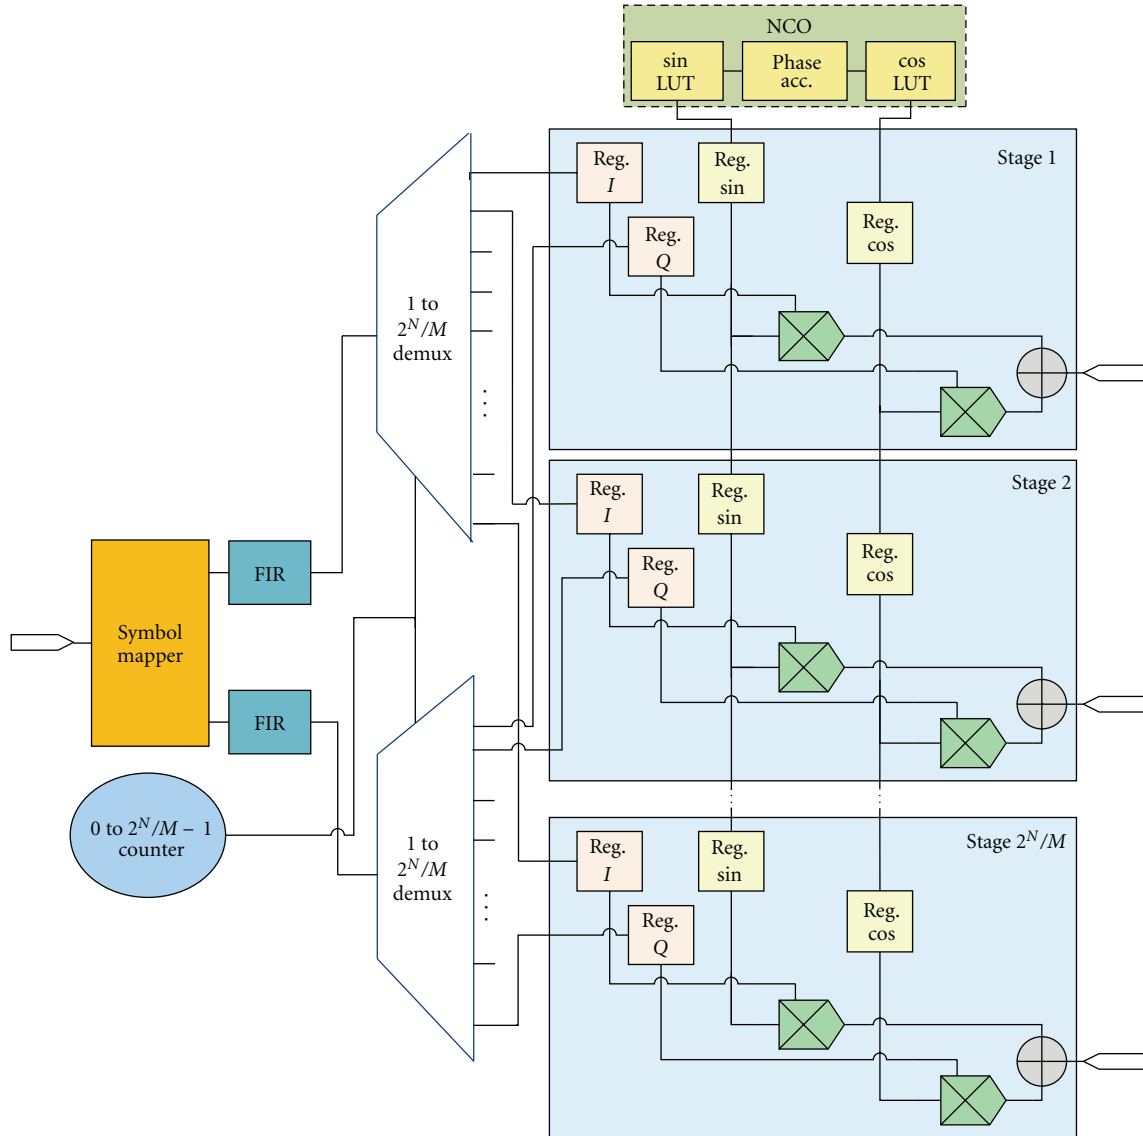 NCO
sin
LUT
Phase
acc.
cos
LUT
Stage 1
Reg.
I
Reg.
sin
Reg.
cos
Reg.
Q
1 to
2^N/M
demux
Stage 2
Reg.
I
Reg.
sin
Reg.
cos
Reg.
Q
FIR
Symbol
mapper
FIR
0 to 2^N/M − 1
counter
1 to
2^N/M
demux
Stage 2^N/M
Reg.
I
Reg.
sin
Reg.
cos
Reg.
Q